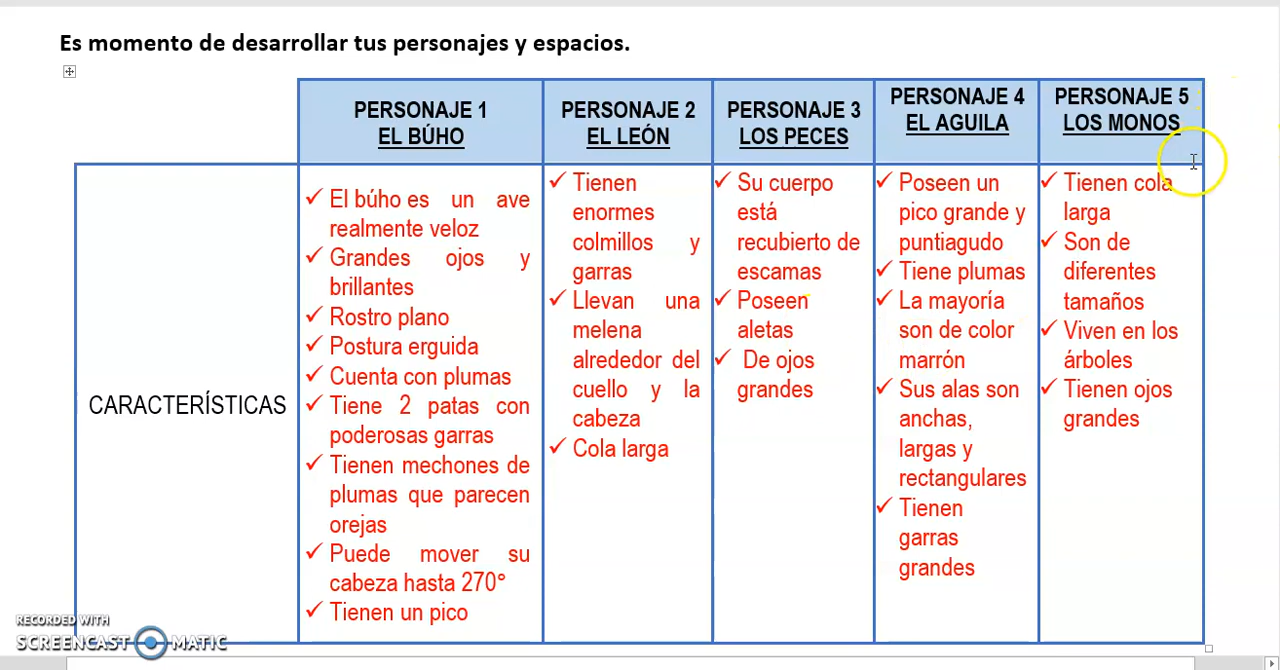 Es momento de desarrollar tus personajes y espacios.
PERSONAJE 1
EL BÚHO
PERSONAJE 2
EL LEÓN
PERSONAJE 3
LOS PECES
PERSONAJE 4
EL AGUILA
PERSONAJE 5
LOS MONOS
CARACTERÍSTICAS
✓ El búho es un ave
realmente veloz
✓ Grandes ojos y
brillantes
✓ Rostro plano
✓ Postura erguida
✓ Cuenta con plumas
✓ Tiene 2 patas con
poderosas garras
✓ Tienen mechones de
plumas que parecen
orejas
✓ Puede mover su
cabeza hasta 270°
✓ Tienen un pico
✓ Tienen
enormes
colmillos y
garras
✓ Llevan una
melena
alrededor del
cuello y la
cabeza
✓ Cola larga
✓ Su cuerpo
está
recubierto de
escamas
✓ Poseen
aletas
✓ De ojos
grandes
✓ Poseen un
pico grande y
puntiagudo
✓ Tiene plumas
✓ La mayoría
son de color
marrón
✓ Sus alas son
anchas,
largas y
rectangulares
✓ Tienen
garras
grandes
✓ Tienen cola
larga
✓ Son de
diferentes
tamaños
✓ Viven en los
árboles
✓ Tienen ojos
grandes
RECORDED WITH
SCREENCAST MATIC